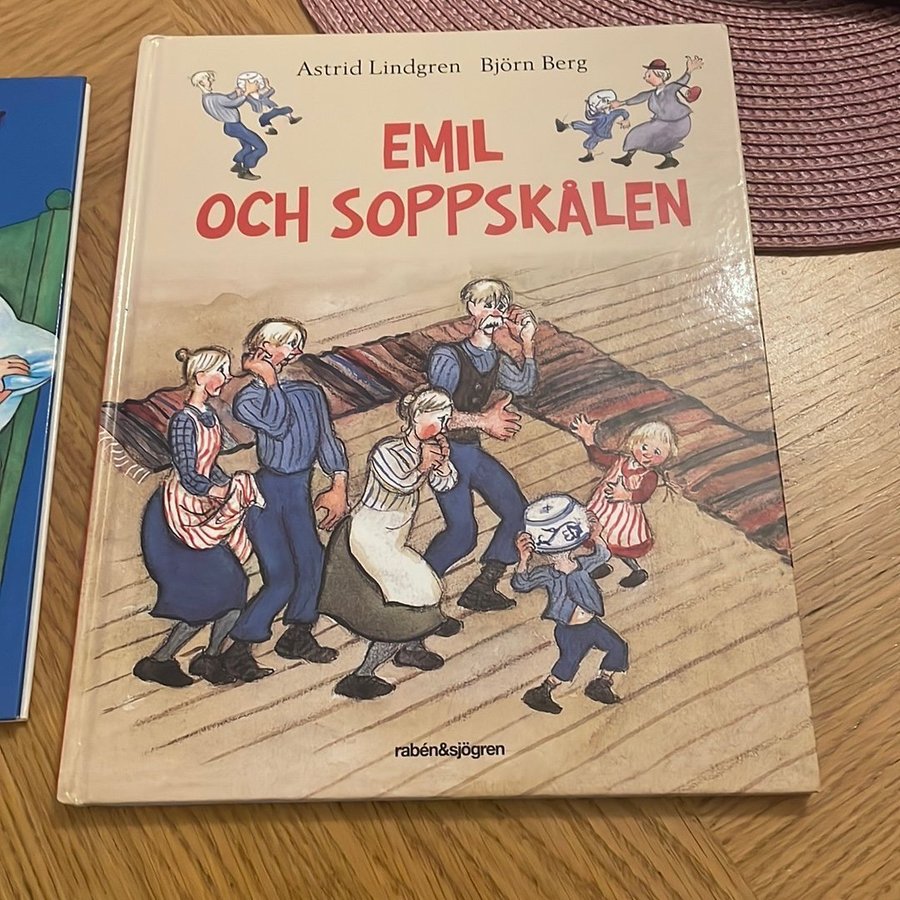 Astrid Lindgren Björn Berg
EMIL
OCH SOPPSKÅLEN
rabén&sjögren